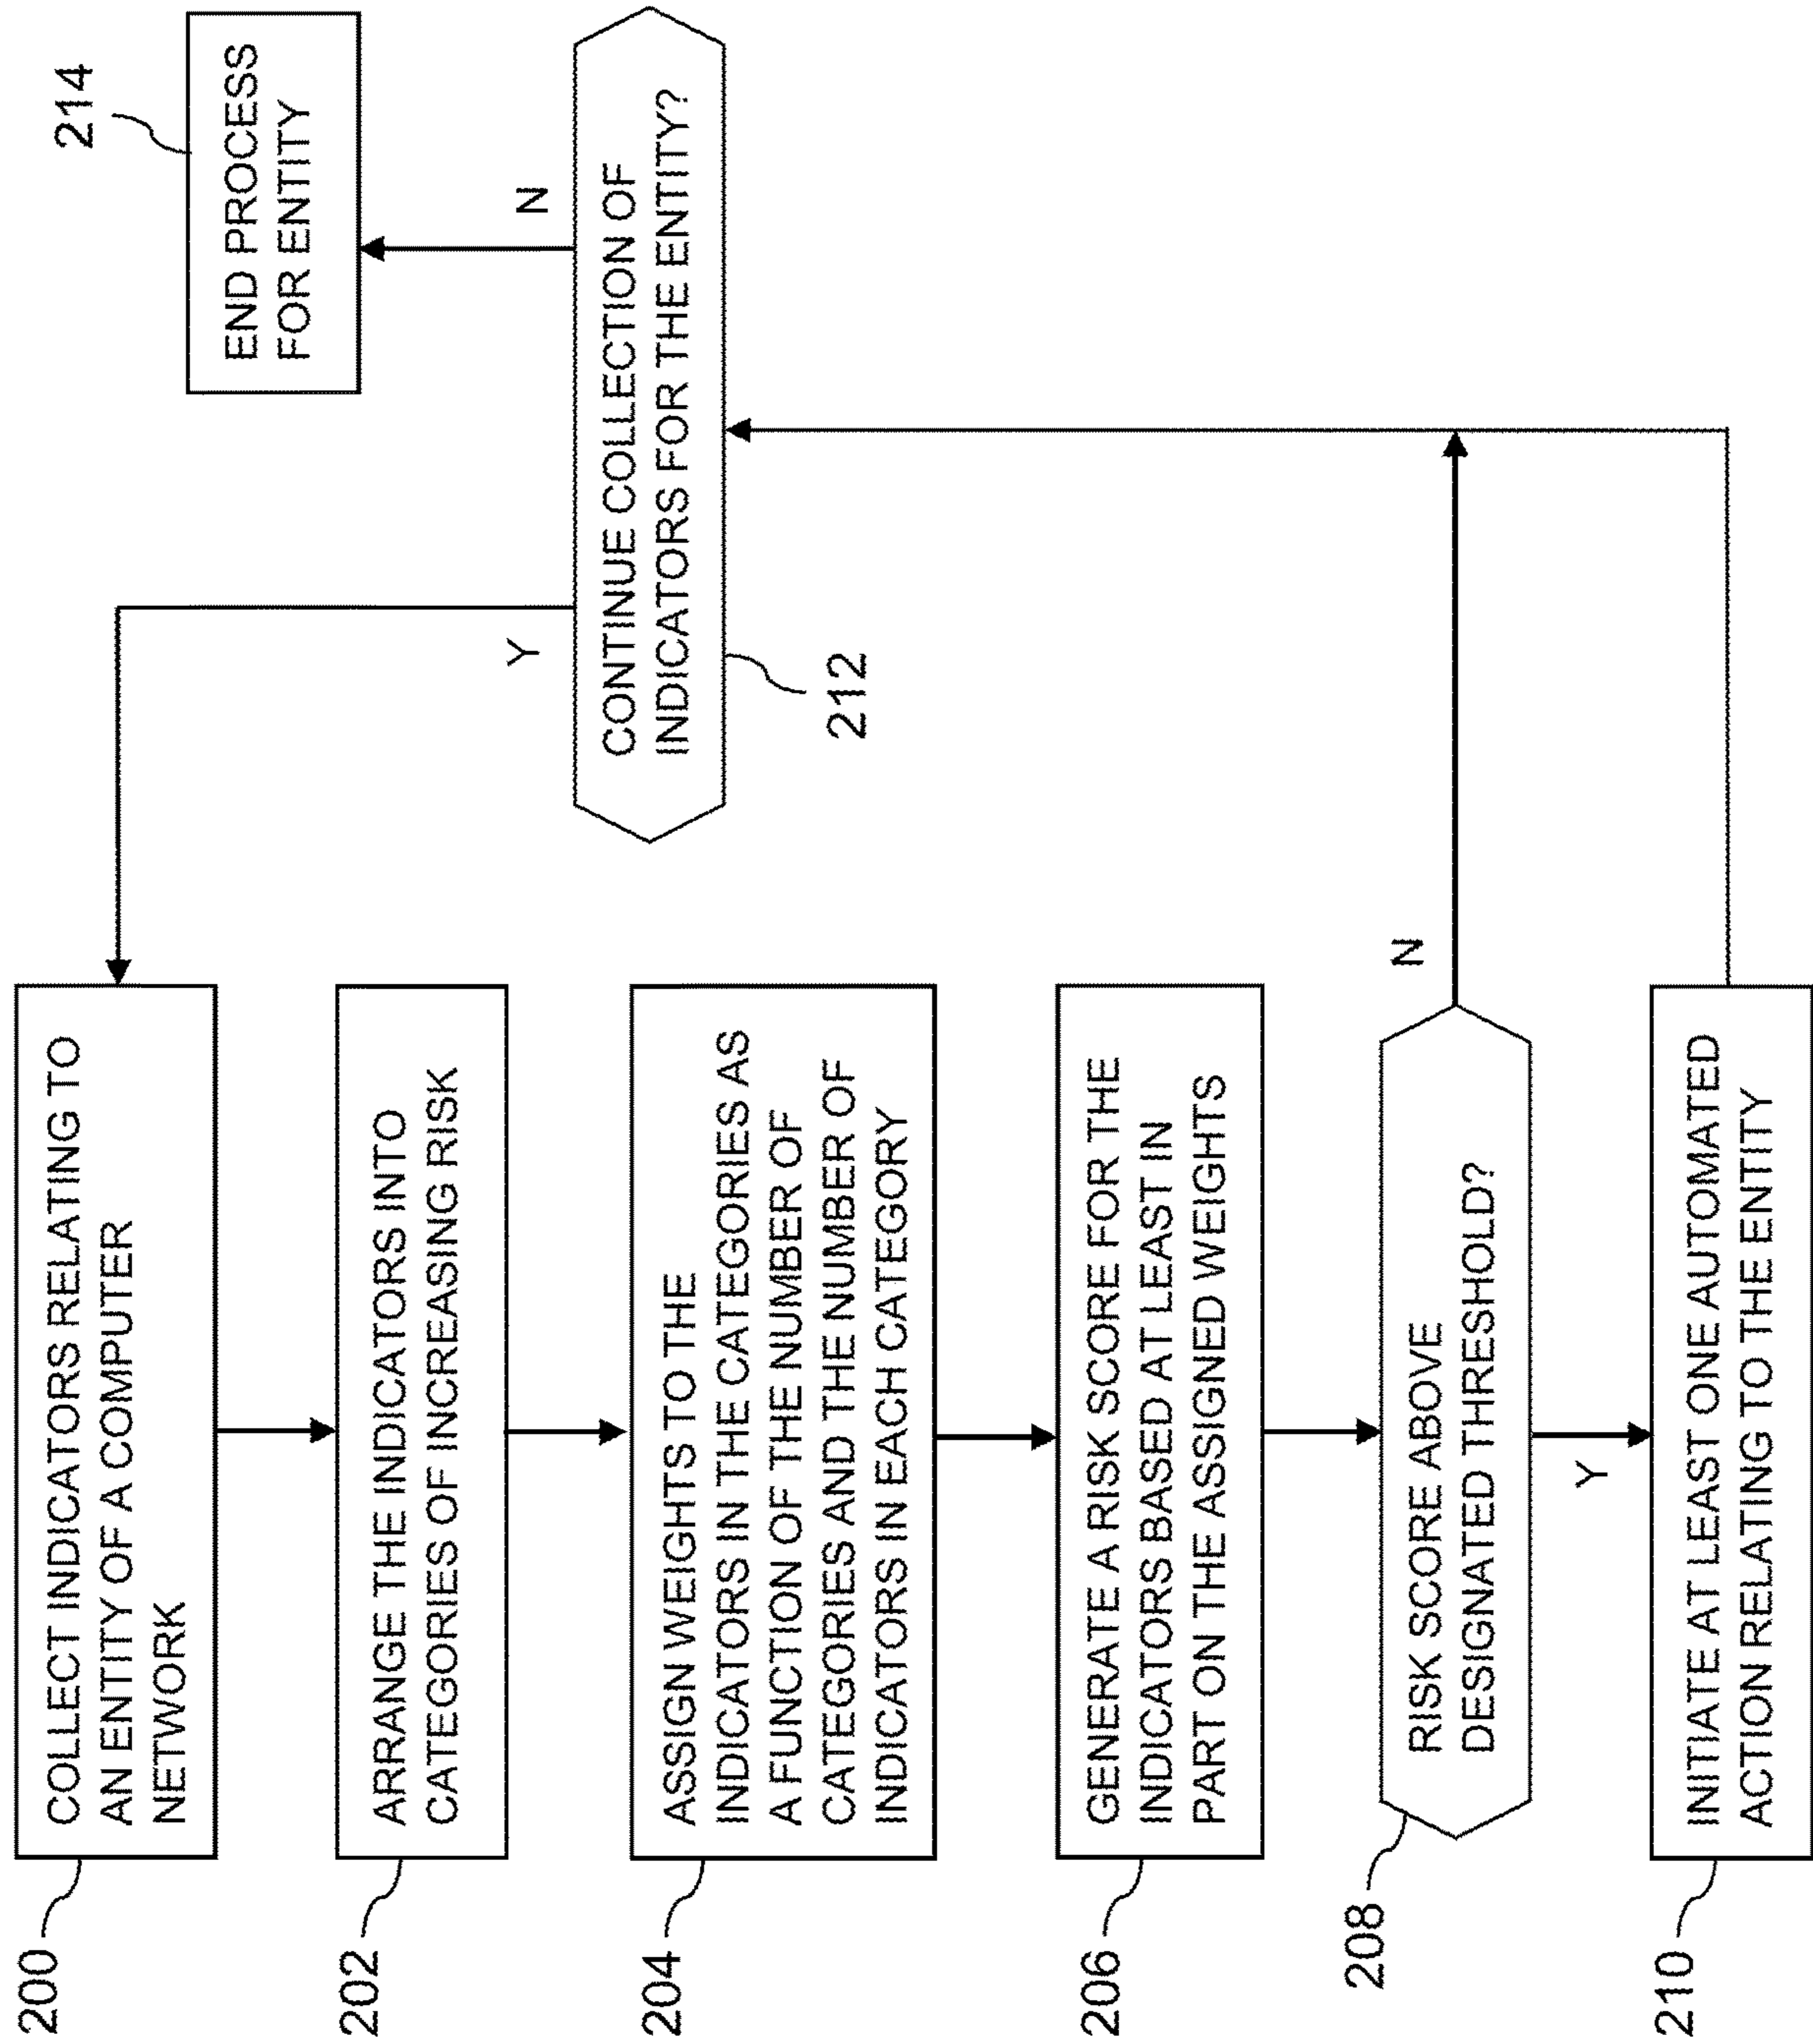 200
COLLECT INDICATORS RELATING TO
AN ENTITY OF A COMPUTER
NETWORK
202
ARRANGE THE INDICATORS INTO
CATEGORIES OF INCREASING RISK
204
ASSIGN WEIGHTS TO THE
INDICATORS IN THE CATEGORIES AS
A FUNCTION OF THE NUMBER OF
CATEGORIES AND THE NUMBER OF
INDICATORS IN EACH CATEGORY
206
GENERATE A RISK SCORE FOR THE
INDICATORS BASED AT LEAST IN
PART ON THE ASSIGNED WEIGHTS
208
RISK SCORE ABOVE
DESIGNATED THRESHOLD?
N
Y
210
INITIATE AT LEAST ONE AUTOMATED
ACTION RELATING TO THE ENTITY
212
CONTINUE COLLECTION OF
INDICATORS FOR THE ENTITY?
Y
N
214
END PROCESS
FOR ENTITY